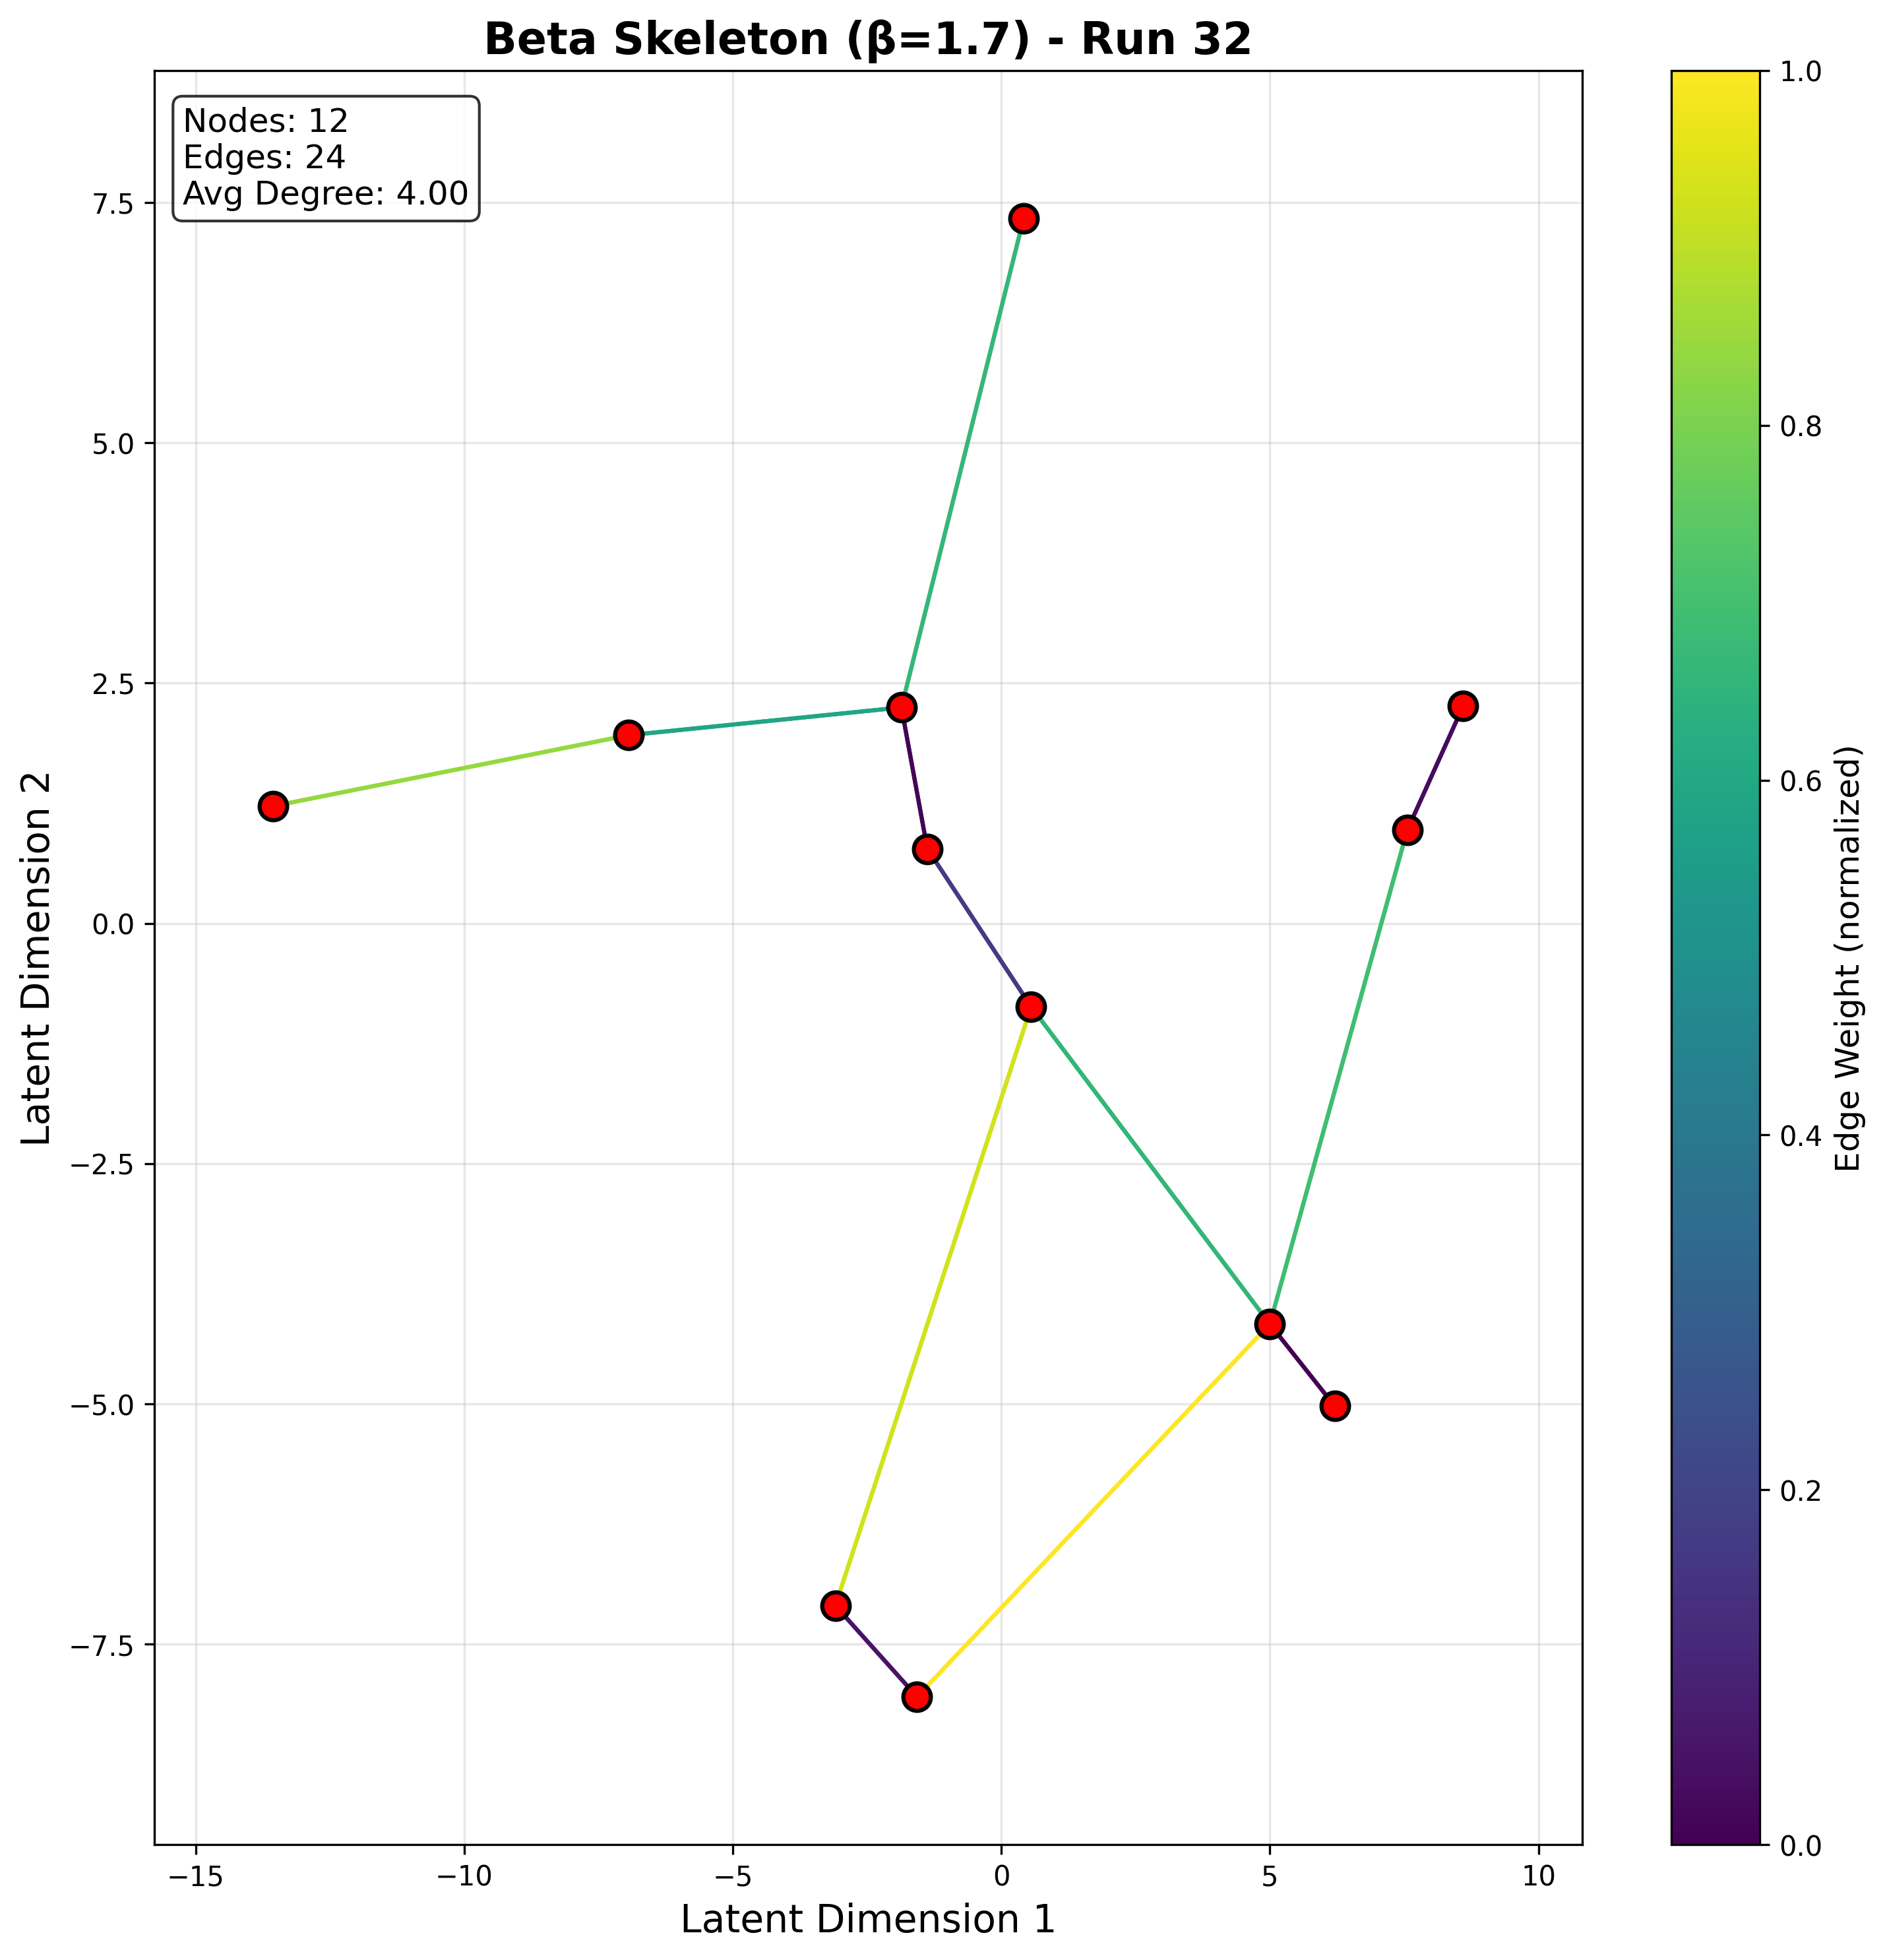 Beta Skeleton (β=1.7) - Run 32
Nodes: 12
Edges: 24
Avg Degree: 4.00
7.5
5.0
2.5
0.0
−2.5
−5.0
−7.5
Latent Dimension 2
−15
−10
−5
0
5
10
Latent Dimension 1
1.0
0.8
0.6
0.4
0.2
0.0
Edge Weight (normalized)